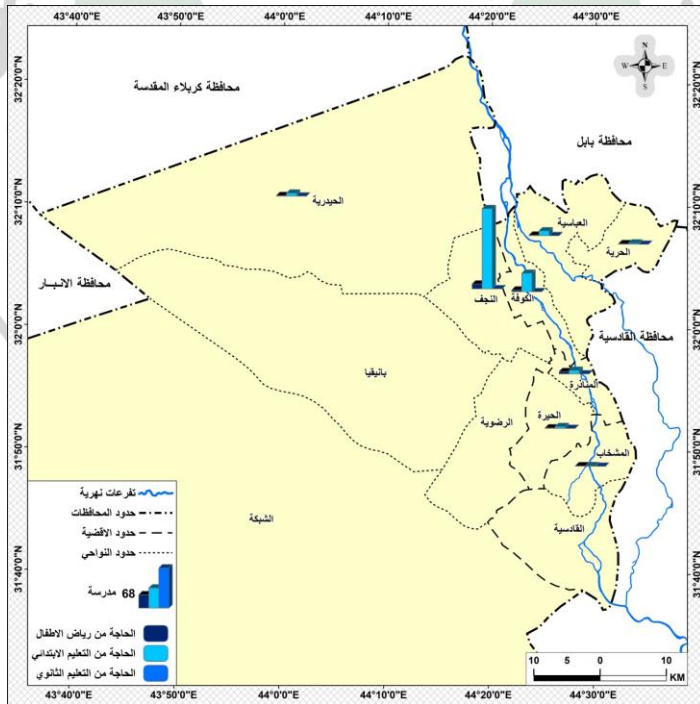 43°40'0"E 43°50'0"E 44°0'0"E 44°10'0"E 44°20'0"E 44°30'0"E
N
W E
S
32°20'0"N 32°20'0"N
محافظة كربلاء المقدسة
محافظة بابل
32°10'0"N 32°10'0"N
الحيدرية
العباسية
الحرية
محافظة الانبار
النجف
الكوفة
32°0'0"N 32°0'0"N
محافظة القادسية
بانيقيا
المناذرة
الرضوية
الحيرة
31°50'0"N 31°50'0"N
المشخاب
الشبكة
القادسية
31°40'0"N 31°40'0"N
تفرعات نهرية
حدود المحافظات
حدود الاقضية
حدود النواحي
68 مدرسة
الحاجة من رياض الاطفال
الحاجة من التعليم الابتدائي
الحاجة من التعليم الثانوي
10 5 0 10
KM
43°40'0"E 43°50'0"E 44°0'0"E 44°10'0"E 44°20'0"E 44°30'0"E